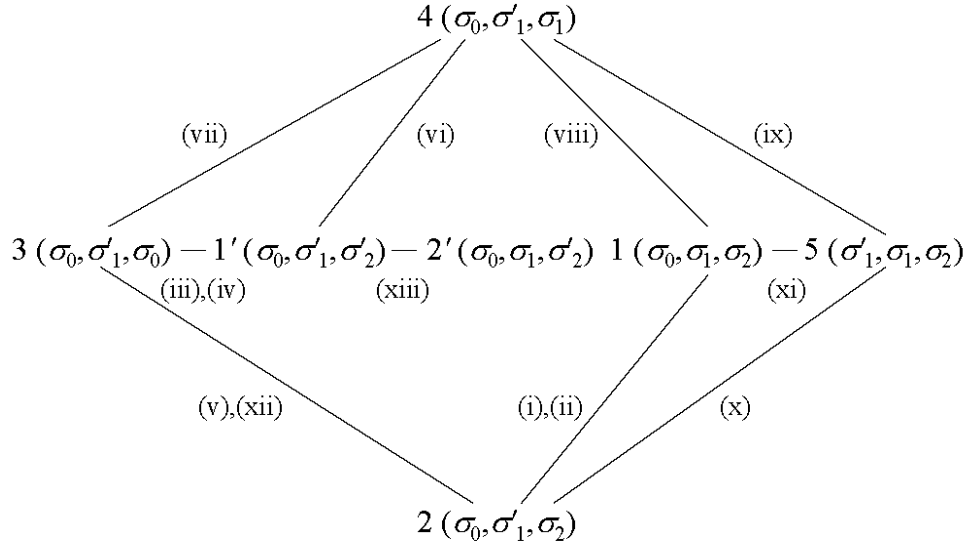 4 (σ₀,σ′₁,σ₁)
(vii) (vi) (viii) (ix)
3 (σ₀,σ′₁,σ₀) – 1′ (σ₀,σ′₁,σ′₂) – 2′ (σ₀,σ₁,σ′₂) 1 (σ₀,σ₁,σ₂) – 5 (σ′₁,σ₁,σ₂)
(iii),(iv) (xiii) (xi)
(v),(xii) (i),(ii) (x)
2 (σ₀,σ′₁,σ₂)